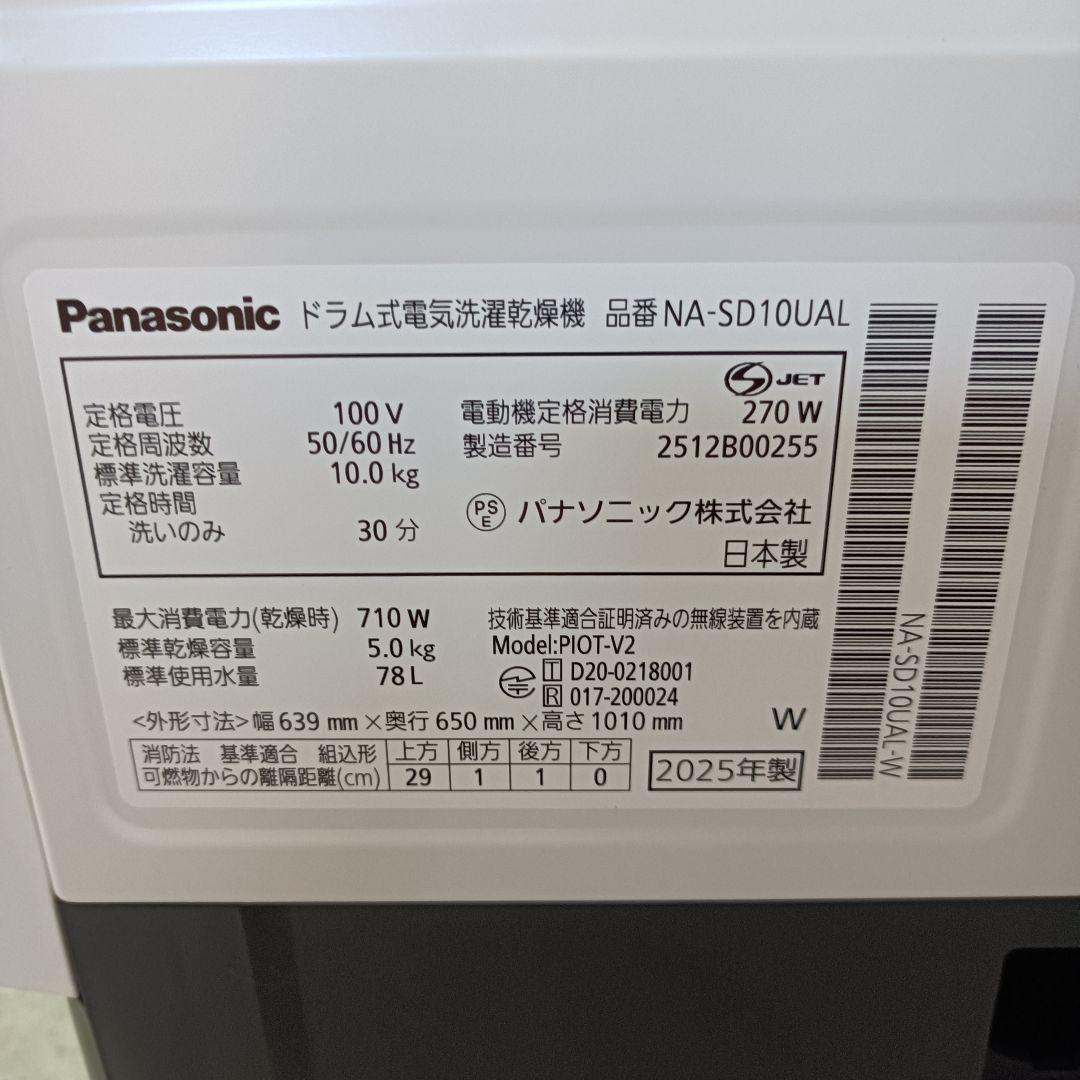 Panasonic ドラム式電気洗濯乾燥機 品番 NA-SD10UAL
S JET
定格電圧 100 V 電動機定格消費電力 270 W
定格周波数 50/60 Hz 製造番号 2512B00255
標準洗濯容量 10.0 kg
定格時間
洗いのみ 30 分
PSE パナソニック株式会社
日本製
最大消費電力(乾燥時) 710 W 技術基準適合証明済みの無線装置を内蔵
標準乾燥容量 5.0 kg Model:PIOT-V2
標準使用水量 78 L T D20-0218001
R 017-200024
<外形寸法>幅 639 mm×奥行 650 mm×高さ 1010 mm W
消防法 基準適合 組込形 上方 側方 後方 下方
可燃物からの離隔距離(cm) 29 1 1 0
2025年製
NA-SD10UAL-W